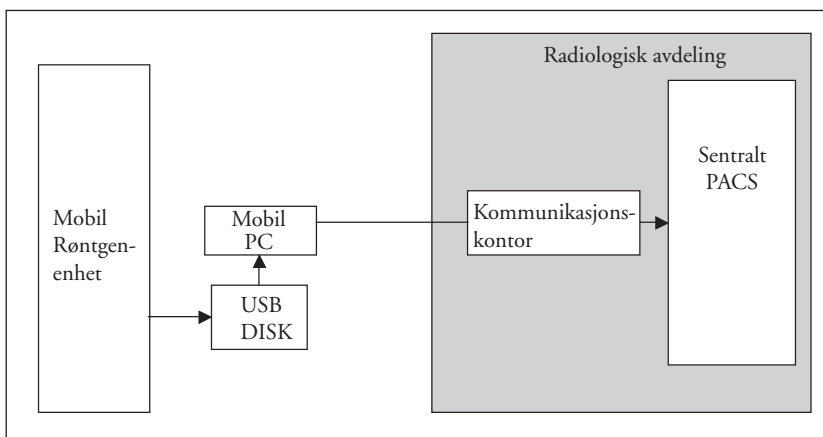 Radiologisk avdeling
Mobil
Røntgen-
enhet
Mobil
PC
USB
DISK
Kommunikasjons-
kontor
Sentralt
PACS